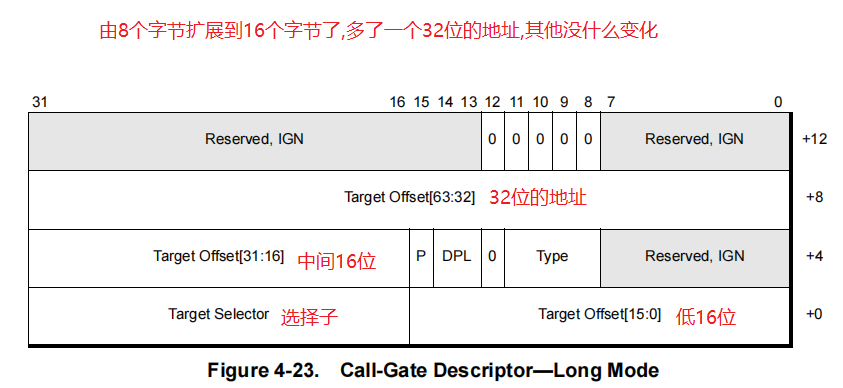 由8个字节扩展到16个字节了,多了一个32位的地址,其他没什么变化
31 16 15 14 13 12 11 10 9 8 7 0
Reserved, IGN 0 0 0 0 0 Reserved, IGN +12
Target Offset[63:32] 32位的地址 +8
Target Offset[31:16] 中间16位 P DPL 0 Type Reserved, IGN +4
Target Selector 选择子 Target Offset[15:0] 低16位 +0
Figure 4-23. Call-Gate Descriptor—Long Mode